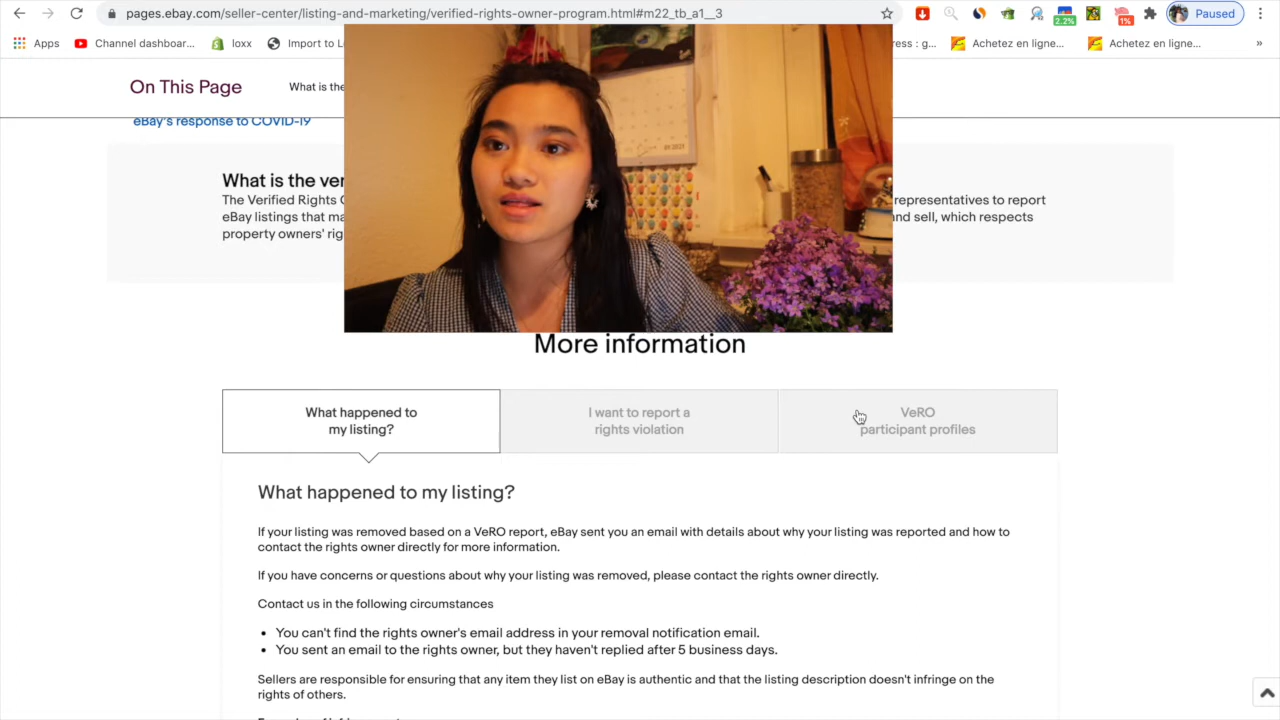 pages.ebay.com/seller-center/listing-and-marketing/verified-rights-owner-program.html#m22_tb_a1__3
2.2%
1%
Paused
Apps
Channel dashboar...
loxx
Import to Lo
ress : g...
Achetez en ligne...
Achetez en ligne...
»
On This Page
What is the
eBay's response to COVID-19
What is the ver
The Verified Rights O
representatives to report
eBay listings that ma
nd sell, which respects
property owners' rig
More information
What happened to
my listing?
I want to report a
rights violation
VeRO
participant profiles
What happened to my listing?
If your listing was removed based on a VeRO report, eBay sent you an email with details about why your listing was reported and how to
contact the rights owner directly for more information.
If you have concerns or questions about why your listing was removed, please contact the rights owner directly.
Contact us in the following circumstances
• You can't find the rights owner's email address in your removal notification email.
• You sent an email to the rights owner, but they haven't replied after 5 business days.
Sellers are responsible for ensuring that any item they list on eBay is authentic and that the listing description doesn't infringe on the
rights of others.